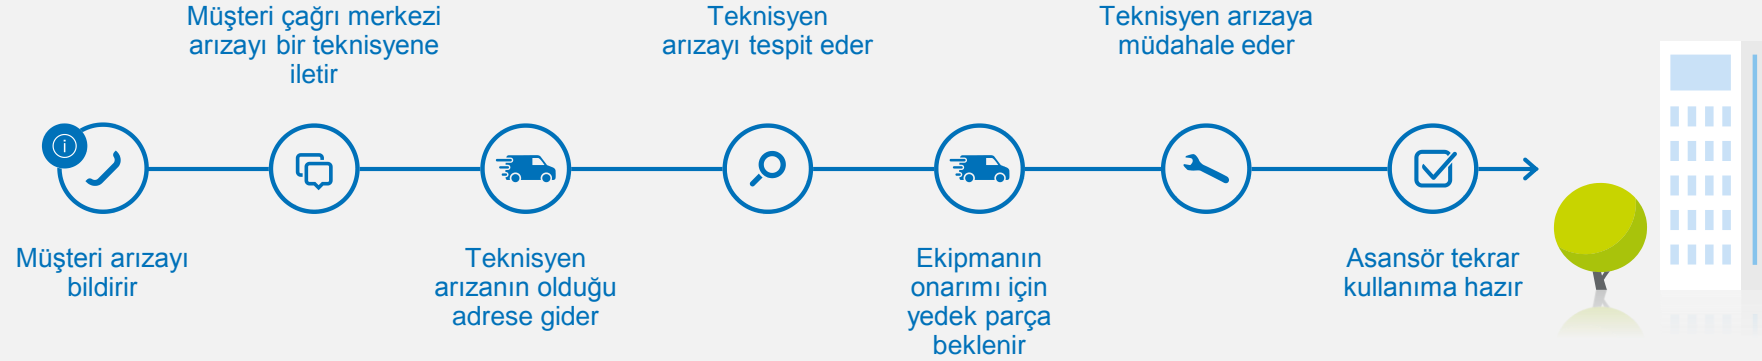 Müşteri çağrı merkezi
arızayı bir teknisyene
iletir
Teknisyen
arızayı tespit eder
Teknisyen arızaya
müdahale eder
i
Müşteri arızayı
bildirir
Teknisyen
arızanın olduğu
adrese gider
Ekipmanın
onarımı için
yedek parça
beklenir
Asansör tekrar
kullanıma hazır